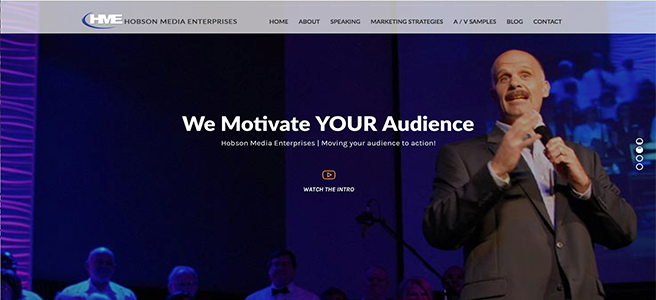 HME HOBSON MEDIA ENTERPRISES HOME ABOUT SPEAKING MARKETING STRATEGIES A / V SAMPLES BLOG CONTACT
We Motivate YOUR Audience
Hobson Media Enterprises | Moving your audience to action!
WATCH THE INTRO